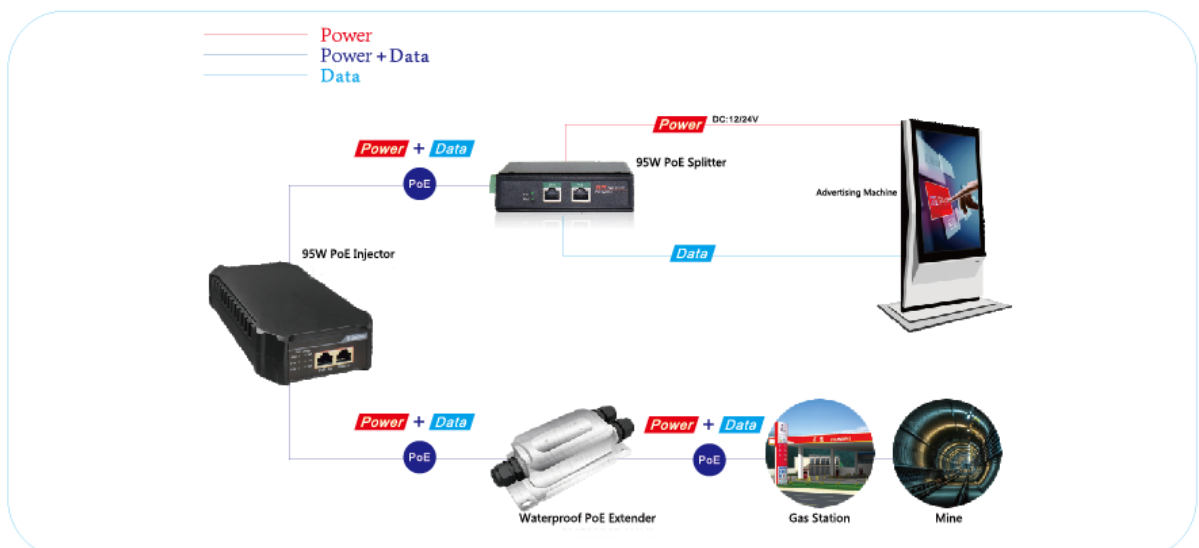 Power
Power + Data
Data
Power DC:12/24V
Power + Data
95W PoE Splitter
PoE
Advertising Machine
Data
95W PoE Injector
Power + Data
Power + Data
PoE
PoE
Waterproof PoE Extender
Gas Station
Mine